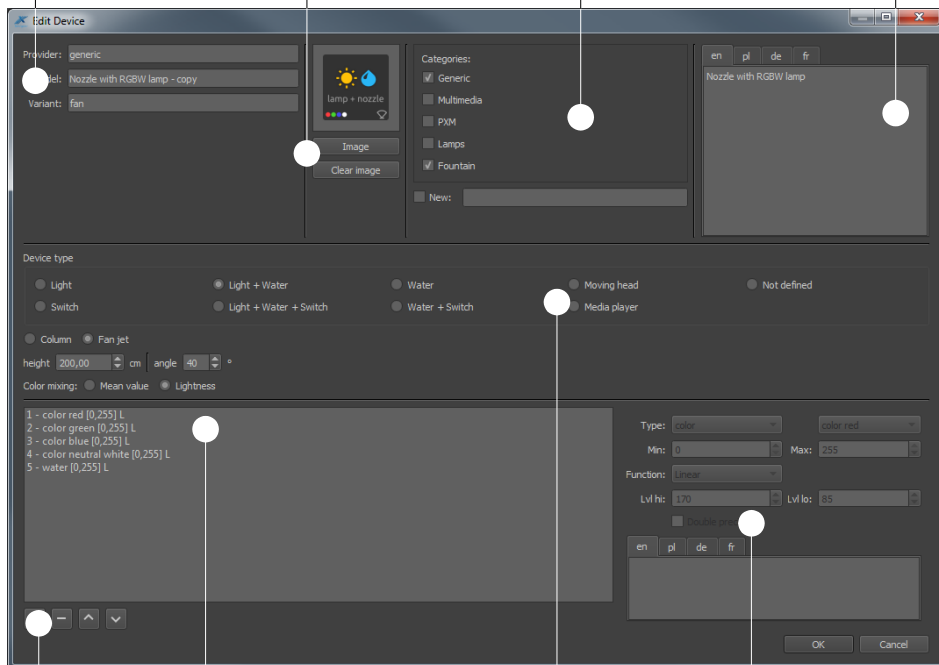 Edit Device
Provider: generic
del: Nozzle with RGBW lamp - copy
Variant: fan
lamp + nozzle
Image
Clear image
Categories:
Generic
Multimedia
PXM
Lamps
Fountain
New:
en pl de fr
Nozzle with RGBW lamp
Device type
Light Light + Water Water Moving head Not defined
Switch Light + Water + Switch Water + Switch Media player
Column Fan jet
height 200,00 cm angle 40 °
Color mixing: Mean value Lightness
1 - color red [0,255] L
2 - color green [0,255] L
3 - color blue [0,255] L
4 - color neutral white [0,255] L
5 - water [0,255] L
Type: color color red
Min: 0 Max: 255
Function: Linear
Lvl hi: 170 Lvl lo: 85
Double
en pl de fr
OK Cancel